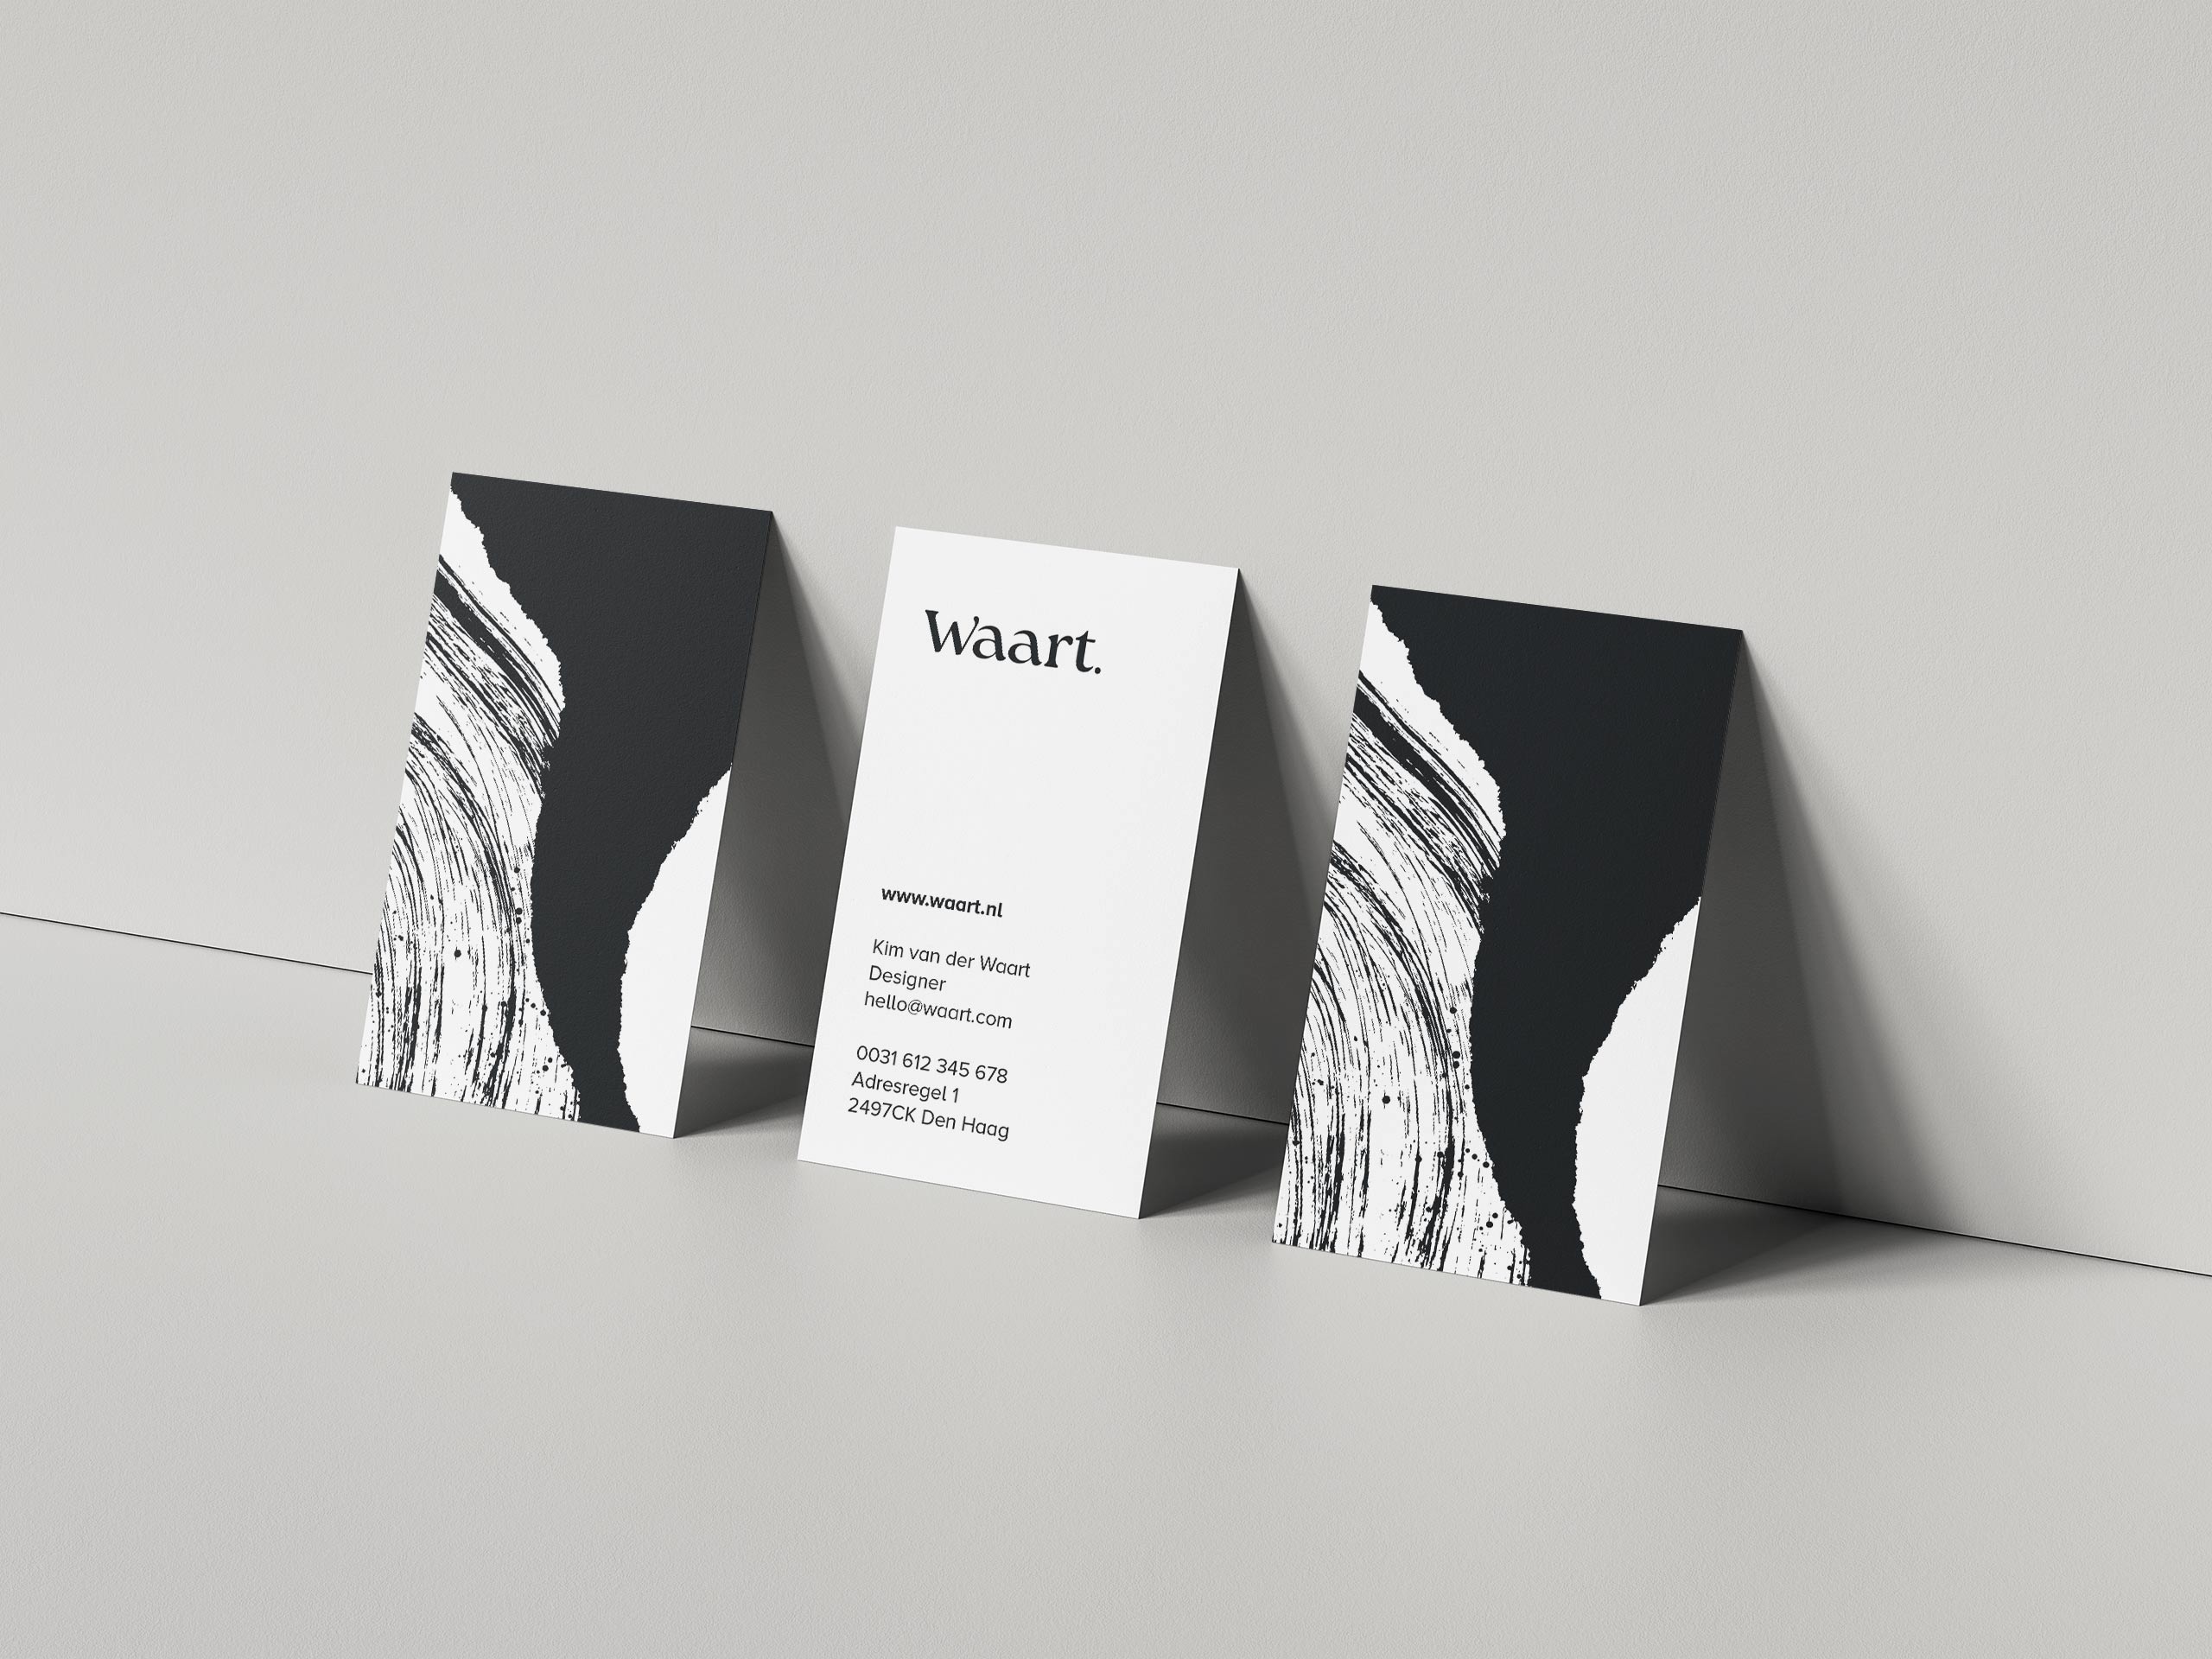 waart.
www.waart.nl
Kim van der Waart
Designer
hello@waart.com
0031 612 345 678
Adresregel 1
2497CK Den Haag